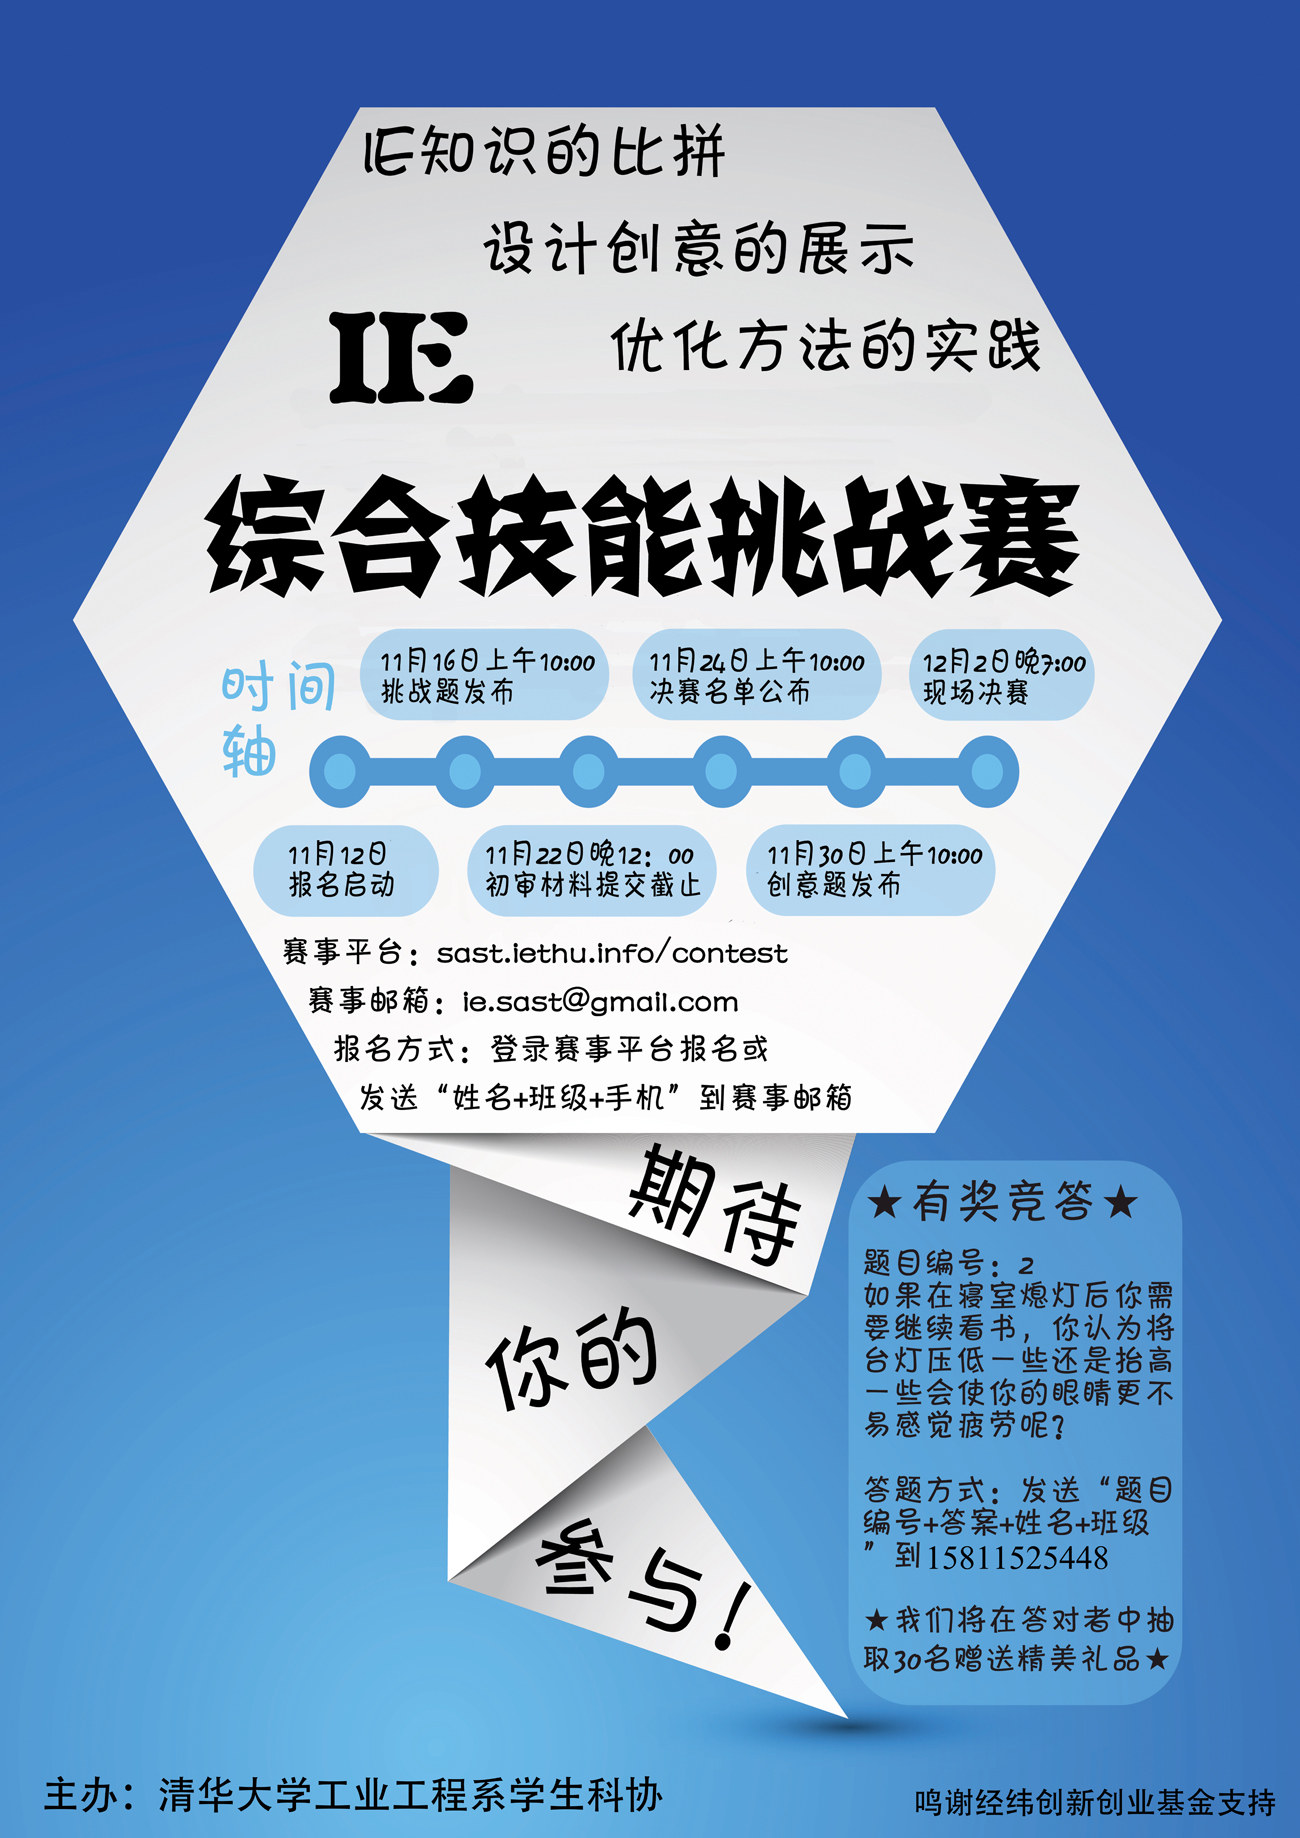 IE知识的比拼
设计创意的展示
优化方法的实践
IE
综合技能挑战赛
时间
轴
11月16日上午10:00
挑战题发布
11月24日上午10:00
决赛名单公布
12月2日晚7:00
现场决赛
11月12日
报名启动
11月22日晚12：00
初审材料提交截止
11月30日上午10:00
创意题发布
赛事平台：sast.iethu.info/contest
赛事邮箱：ie.sast@gmail.com
报名方式：登录赛事平台报名或
发送“姓名+班级+手机”到赛事邮箱
期待
你的
参与！
★有奖竞答★
题目编号：2
如果在寝室熄灯后你需
要继续看书，你认为将
台灯压低一些还是抬高
一些会使你的眼睛更不
易感觉疲劳呢？
答题方式：发送“题目
编号+答案+姓名+班级
”到15811525448
★我们将在答对者中抽
取30名赠送精美礼品★
主办：清华大学工业工程系学生科协
鸣谢经纬创新创业基金支持